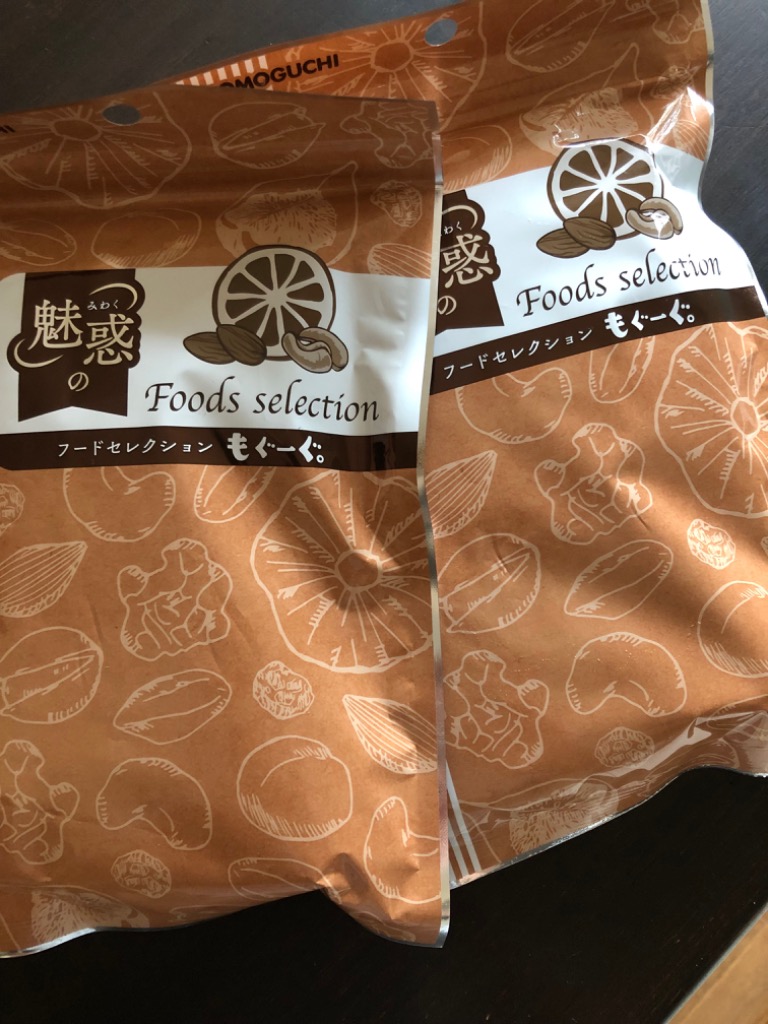 OMOGUCHI
みわく
魅惑
の
Foods selection
フードセレクション もぐーぐ。
わく
惑
の
Foods selection
フードセレクション もぐーぐ。